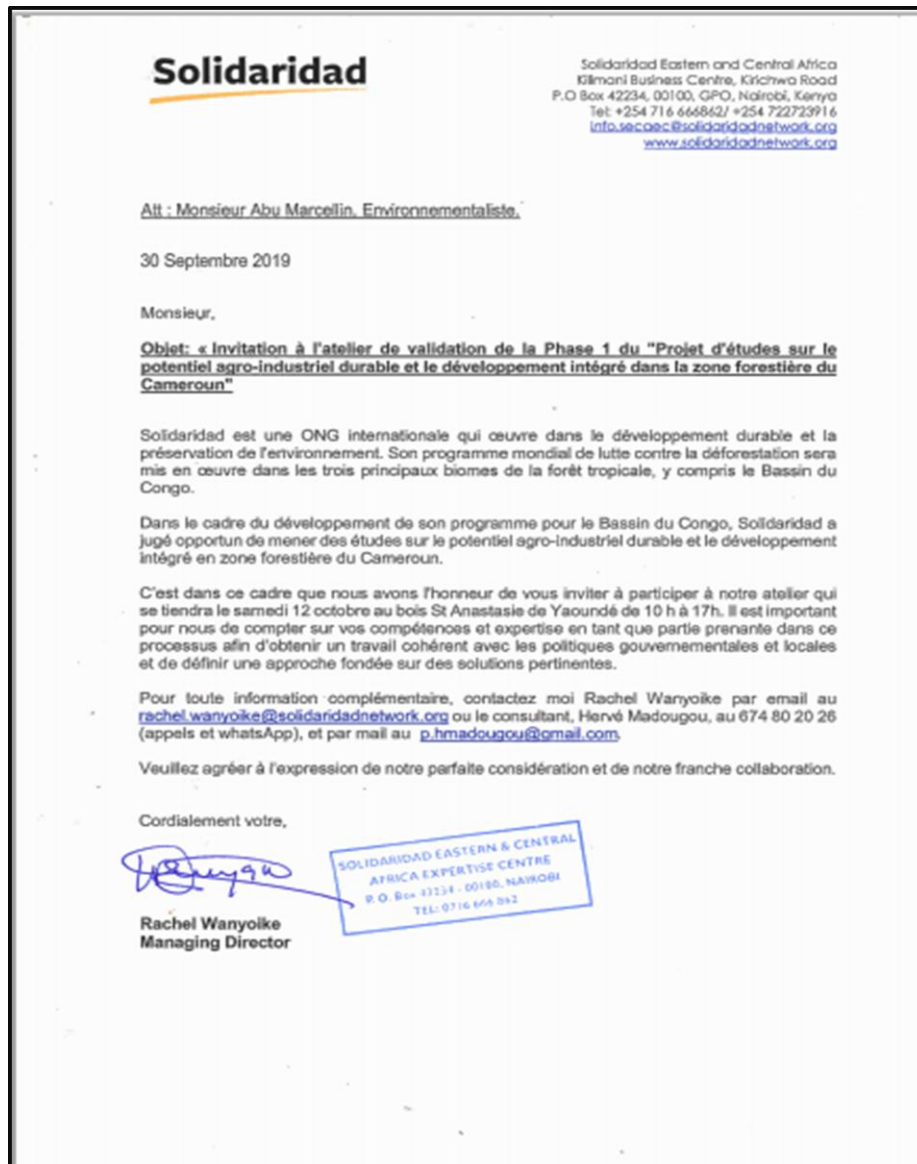 Solidaridad
Solidaridad Eastern and Central Africa
Kilimani Business Centre, Kirichwa Road
P.O Box 42234, 00100, GPO, Nairobi, Kenya
Tel: +254 716 666862/ +254 722723916
info.secaec@solidaridadnetwork.org
www.solidaridadnetwork.org
Att : Monsieur Abu Marcellin. Environnementaliste.
30 Septembre 2019
Monsieur,
Objet: « Invitation à l'atelier de validation de la Phase 1 du "Projet d'études sur le
potentiel agro-industriel durable et le développement intégré dans la zone forestière du
Cameroun"
Solidaridad est une ONG internationale qui œuvre dans le développement durable et la
préservation de l'environnement. Son programme mondial de lutte contre la déforestation sera
mis en œuvre dans les trois principaux biomes de la forêt tropicale, y compris le Bassin du
Congo.
Dans le cadre du développement de son programme pour le Bassin du Congo, Solidaridad a
jugé opportun de mener des études sur le potentiel agro-industriel durable et le développement
intégré en zone forestière du Cameroun.
C'est dans ce cadre que nous avons l'honneur de vous inviter à participer à notre atelier qui
se tiendra le samedi 12 octobre au bois St Anastasie de Yaoundé de 10 h à 17h. Il est important
pour nous de compter sur vos compétences et expertise en tant que partie prenante dans ce
processus afin d'obtenir un travail cohérent avec les politiques gouvernementales et locales
et de définir une approche fondée sur des solutions pertinentes.
Pour toute information complémentaire, contactez moi Rachel Wanyoike par email au
rachel.wanyoike@solidaridadnetwork.org ou le consultant, Hervé Madougou, au 674 80 20 26
(appels et whatsApp), et par mail au p.hmadougou@gmail.com.
Veuillez agréer à l'expression de notre parfaite considération et de notre franche collaboration.
Cordialement votre,
SOLIDARIDAD EASTERN & CENTRAL
AFRICA EXPERTISE CENTRE
P. O. Box 42234 - 00100, NAIROBI
TEL: 0716 666 862
Rachel Wanyoike
Managing Director